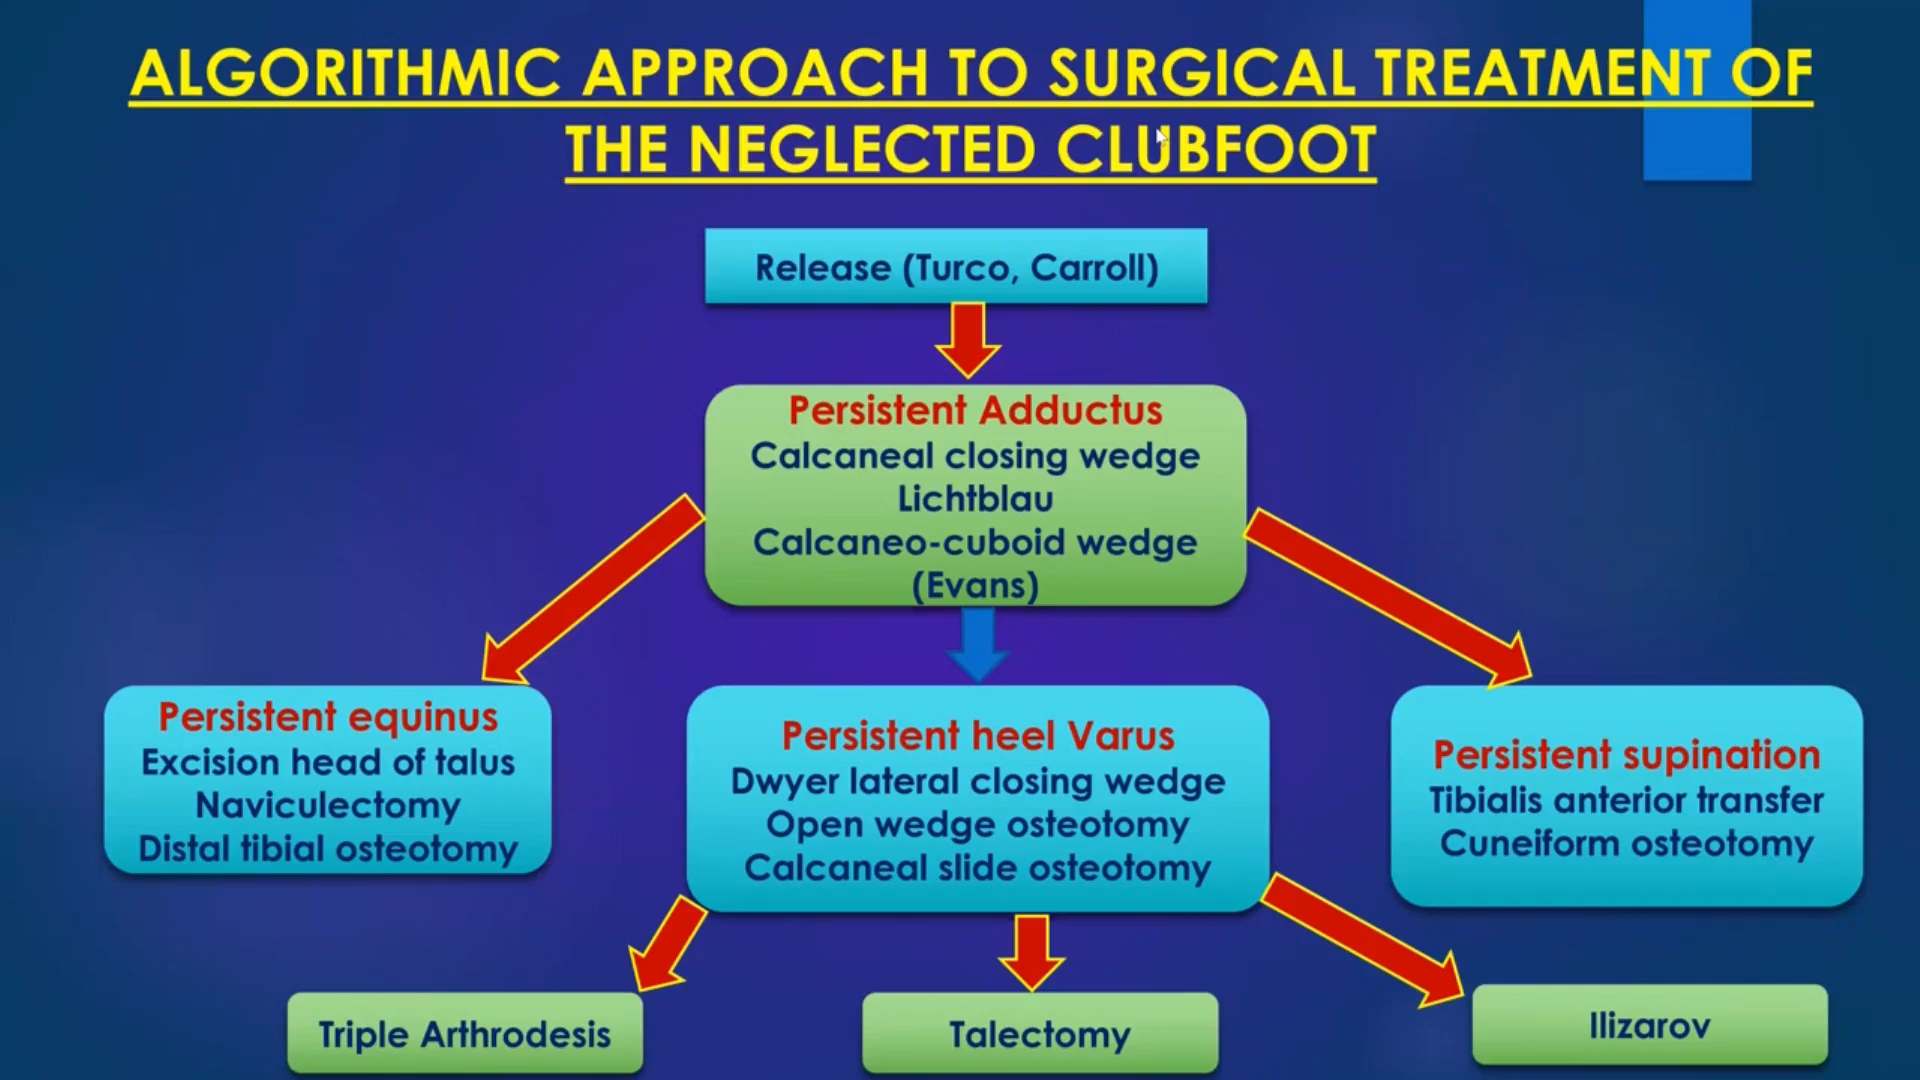 ALGORITHMIC APPROACH TO SURGICAL TREATMENT OF
THE NEGLECTED CLUBFOOT
Release (Turco, Carroll)
Persistent Adductus
Calcaneal closing wedge
Lichtblau
Calcaneo-cuboid wedge
(Evans)
Persistent equinus
Excision head of talus
Naviculectomy
Distal tibial osteotomy
Persistent heel Varus
Dwyer lateral closing wedge
Open wedge osteotomy
Calcaneal slide osteotomy
Persistent supination
Tibialis anterior transfer
Cuneiform osteotomy
Triple Arthrodesis
Talectomy
Ilizarov